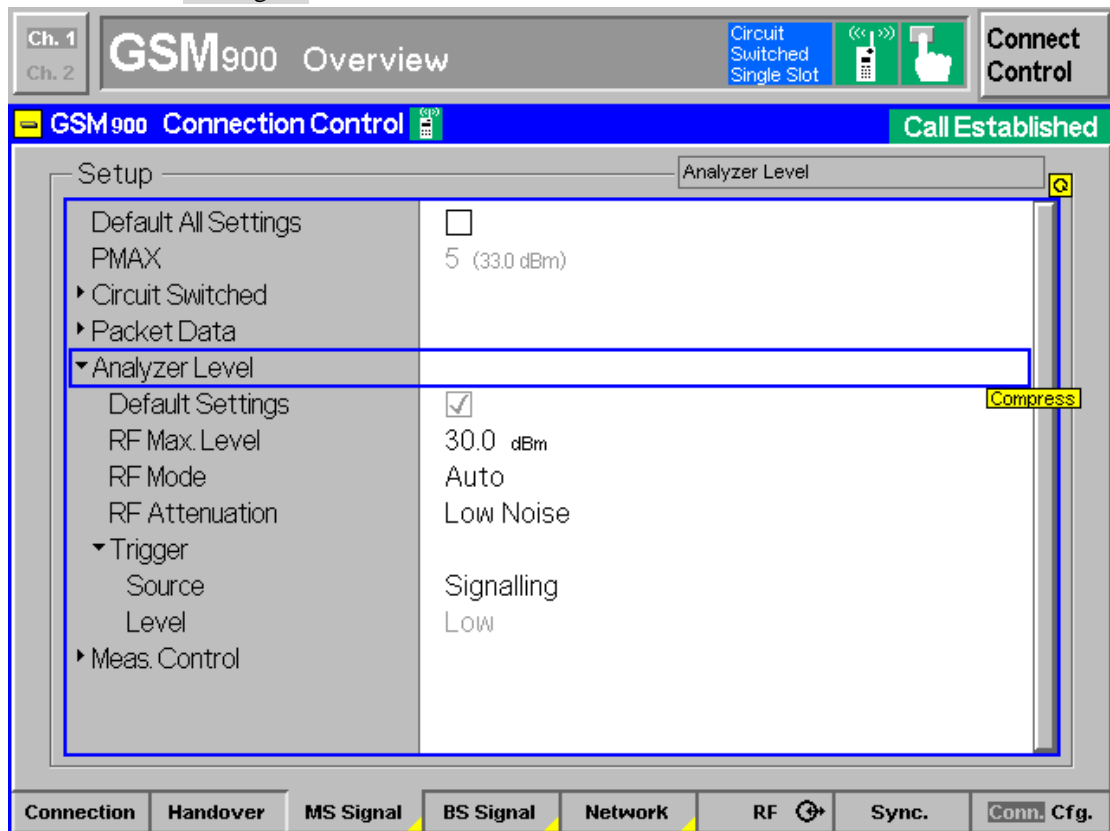 Ch. 1
Ch. 2
GSM900 Overview
Circuit
Switched
Single Slot
Connect
Control
GSM 900 Connection Control
Call Established
Setup
Analyzer Level
Default All Settings
PMAX 5 (33.0 dBm)
Circuit Switched
Packet Data
Analyzer Level
Compress
Default Settings
RF Max. Level 30.0 dBm
RF Mode Auto
RF Attenuation Low Noise
Trigger
Source Signalling
Level Low
Meas. Control
Connection Handover MS Signal BS Signal Network RF Sync. Conn. Cfg.